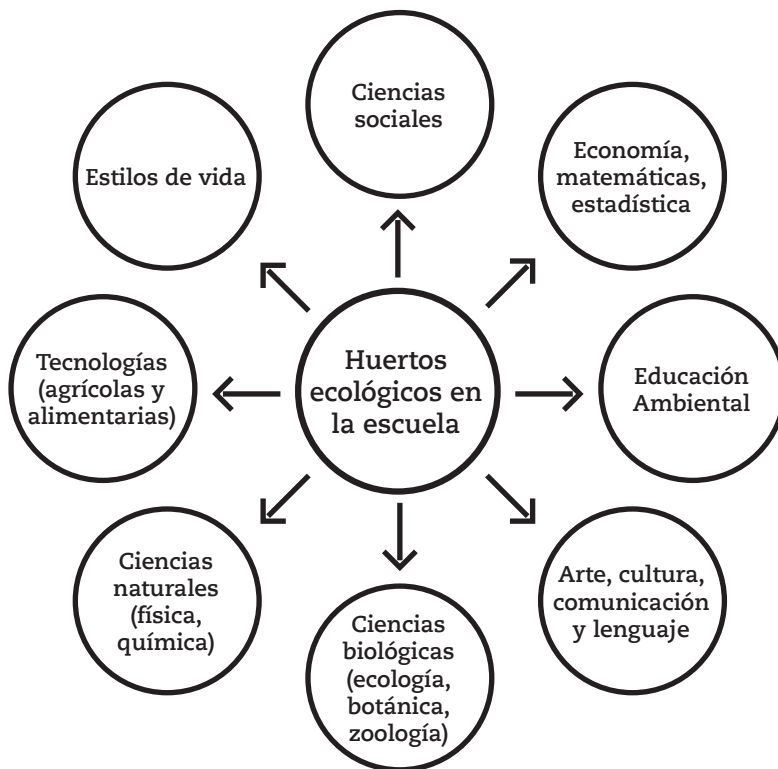 Ciencias
sociales
Economía,
matemáticas,
estadística
Educación
Ambiental
Arte, cultura,
comunicación
y lenguaje
Ciencias
biológicas
(ecología,
botánica,
zoología)
Ciencias
naturales
(física,
química)
Tecnologías
(agrícolas y
alimentarias)
Estilos de vida
Huertos
ecológicos en
la escuela